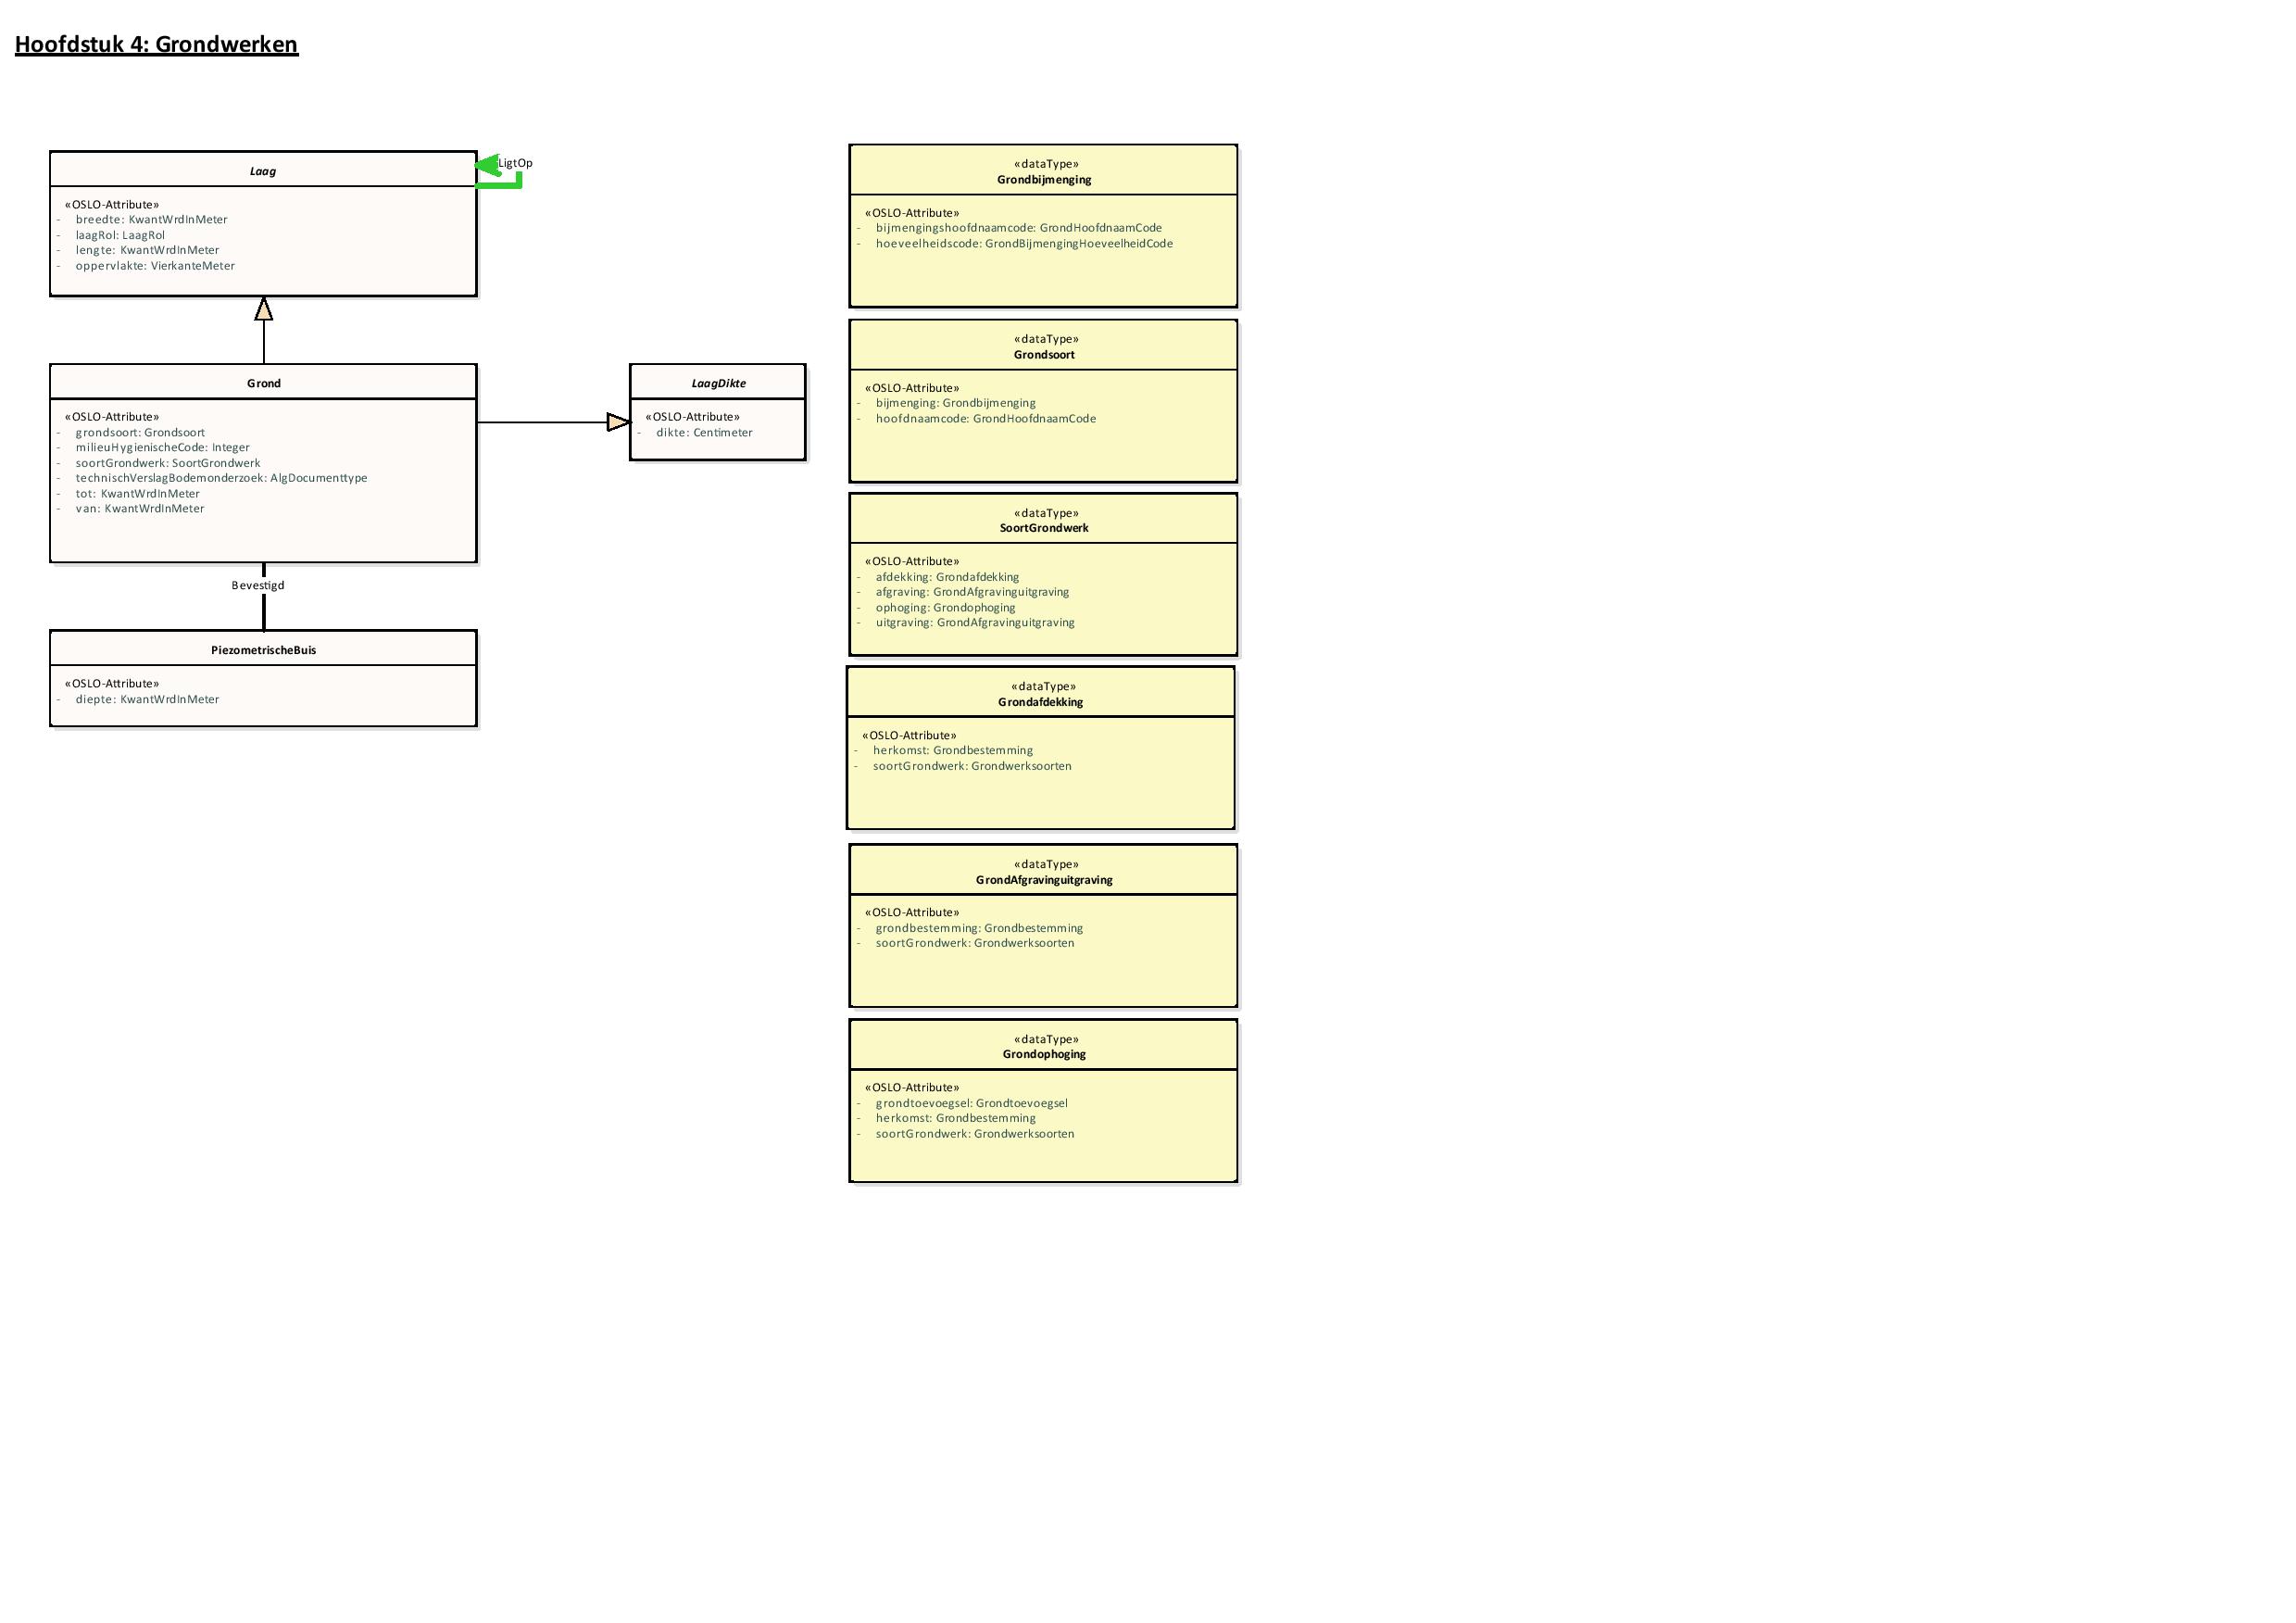 Hoofdstuk 4: Grondwerken
Laag
«OSLO-Attribute»
- breedte: KwantWrdInMeter
- laagRol: LaagRol
- lengte: KwantWrdInMeter
- oppervlakte: VierkanteMeter
LigtOp
Grond
«OSLO-Attribute»
- grondsoort: Grondsoort
- milieuHygienischeCode: Integer
- soortGrondwerk: SoortGrondwerk
- technischVerslagBodemonderzoek: AlgDocumenttype
- tot: KwantWrdInMeter
- van: KwantWrdInMeter
LaagDikte
«OSLO-Attribute»
- dikte: Centimeter
Bevestigd
PiezometrischeBuis
«OSLO-Attribute»
- diepte: KwantWrdInMeter
«dataType»
Grondbijmenging
«OSLO-Attribute»
- bijmengingshoofdnaamcode: GrondHoofdnaamCode
- hoeveelheidscode: GrondBijmengingHoeveelheidCode
«dataType»
Grondsoort
«OSLO-Attribute»
- bijmenging: Grondbijmenging
- hoofdnaamcode: GrondHoofdnaamCode
«dataType»
SoortGrondwerk
«OSLO-Attribute»
- afdekking: Grondafdekking
- afgraving: GrondAfgravinguitgraving
- ophoging: Grondophoging
- uitgraving: GrondAfgravinguitgraving
«dataType»
Grondafdekking
«OSLO-Attribute»
- herkomst: Grondbestemming
- soortGrondwerk: Grondwerksoorten
«dataType»
GrondAfgravinguitgraving
«OSLO-Attribute»
- grondbestemming: Grondbestemming
- soortGrondwerk: Grondwerksoorten
«dataType»
Grondophoging
«OSLO-Attribute»
- grondtoevoegsel: Grondtoevoegsel
- herkomst: Grondbestemming
- soortGrondwerk: Grondwerksoorten